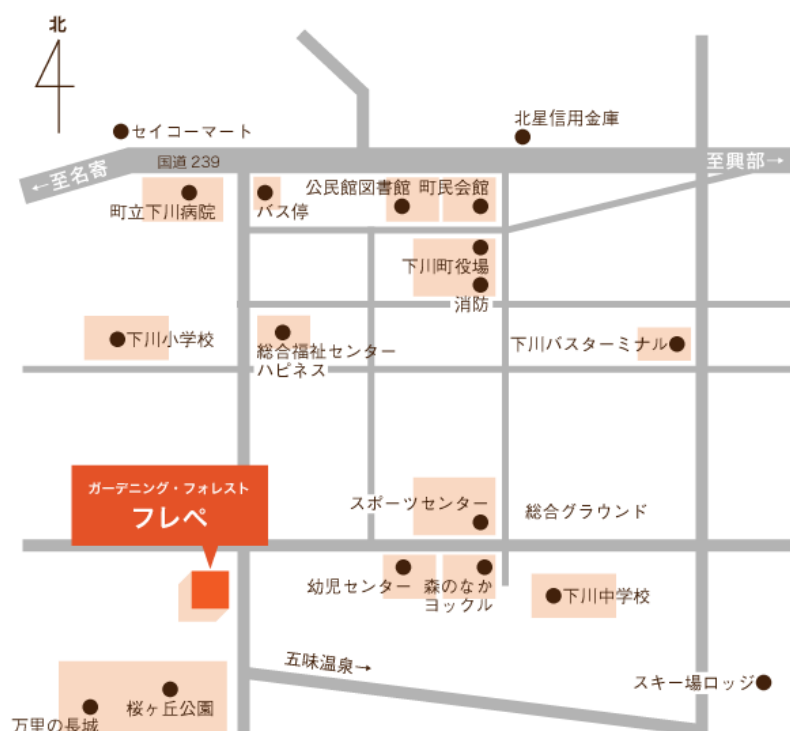 北
セイコーマート
北星信用金庫
←至名寄
国道239
至興部→
町立下川病院
バス停
公民館図書館
町民会館
下川町役場
消防
下川小学校
総合福祉センター
ハピネス
下川バスターミナル
ガーデニング・フォレスト
フレペ
スポーツセンター
総合グラウンド
幼児センター
森のなか
ヨックル
下川中学校
五味温泉→
スキー場ロッジ
桜ヶ丘公園
万里の長城